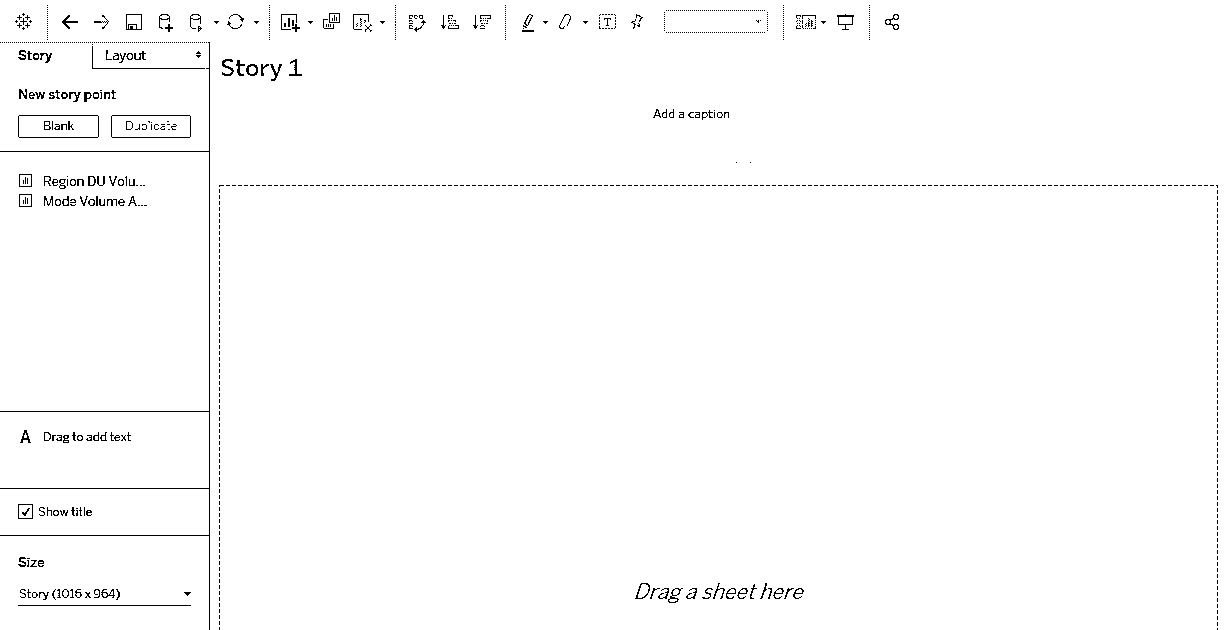 Story
Layout
Story 1
New story point
Add a caption
Blank
Duplicate
Region DU Volu...
Mode Volume A...
A Drag to add text
Show title
Size
Story (1016 x 964)
Drag a sheet here